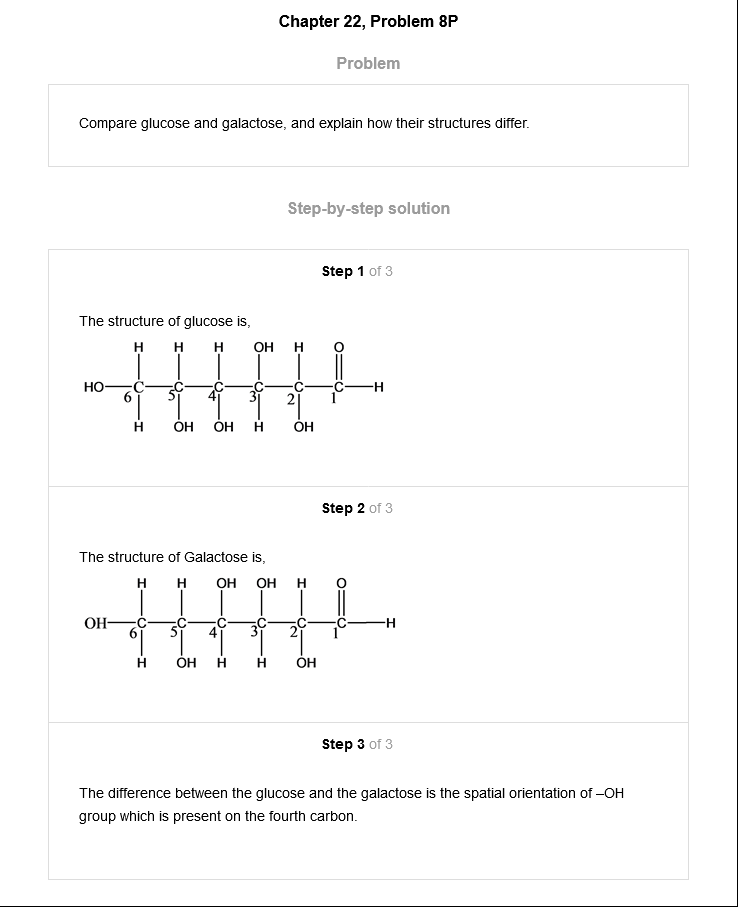 Chapter 22, Problem 8P
Problem
Compare glucose and galactose, and explain how their structures differ.
Step-by-step solution
Step 1 of 3
The structure of glucose is,
H H H OH H O
HO C C C C C C H
6 5 4 3 2 1
H OH OH H OH
Step 2 of 3
The structure of Galactose is,
H H OH OH H O
OH C C C C C C H
6 5 4 3 2 1
H OH H H OH
Step 3 of 3
The difference between the glucose and the galactose is the spatial orientation of –OH
group which is present on the fourth carbon.